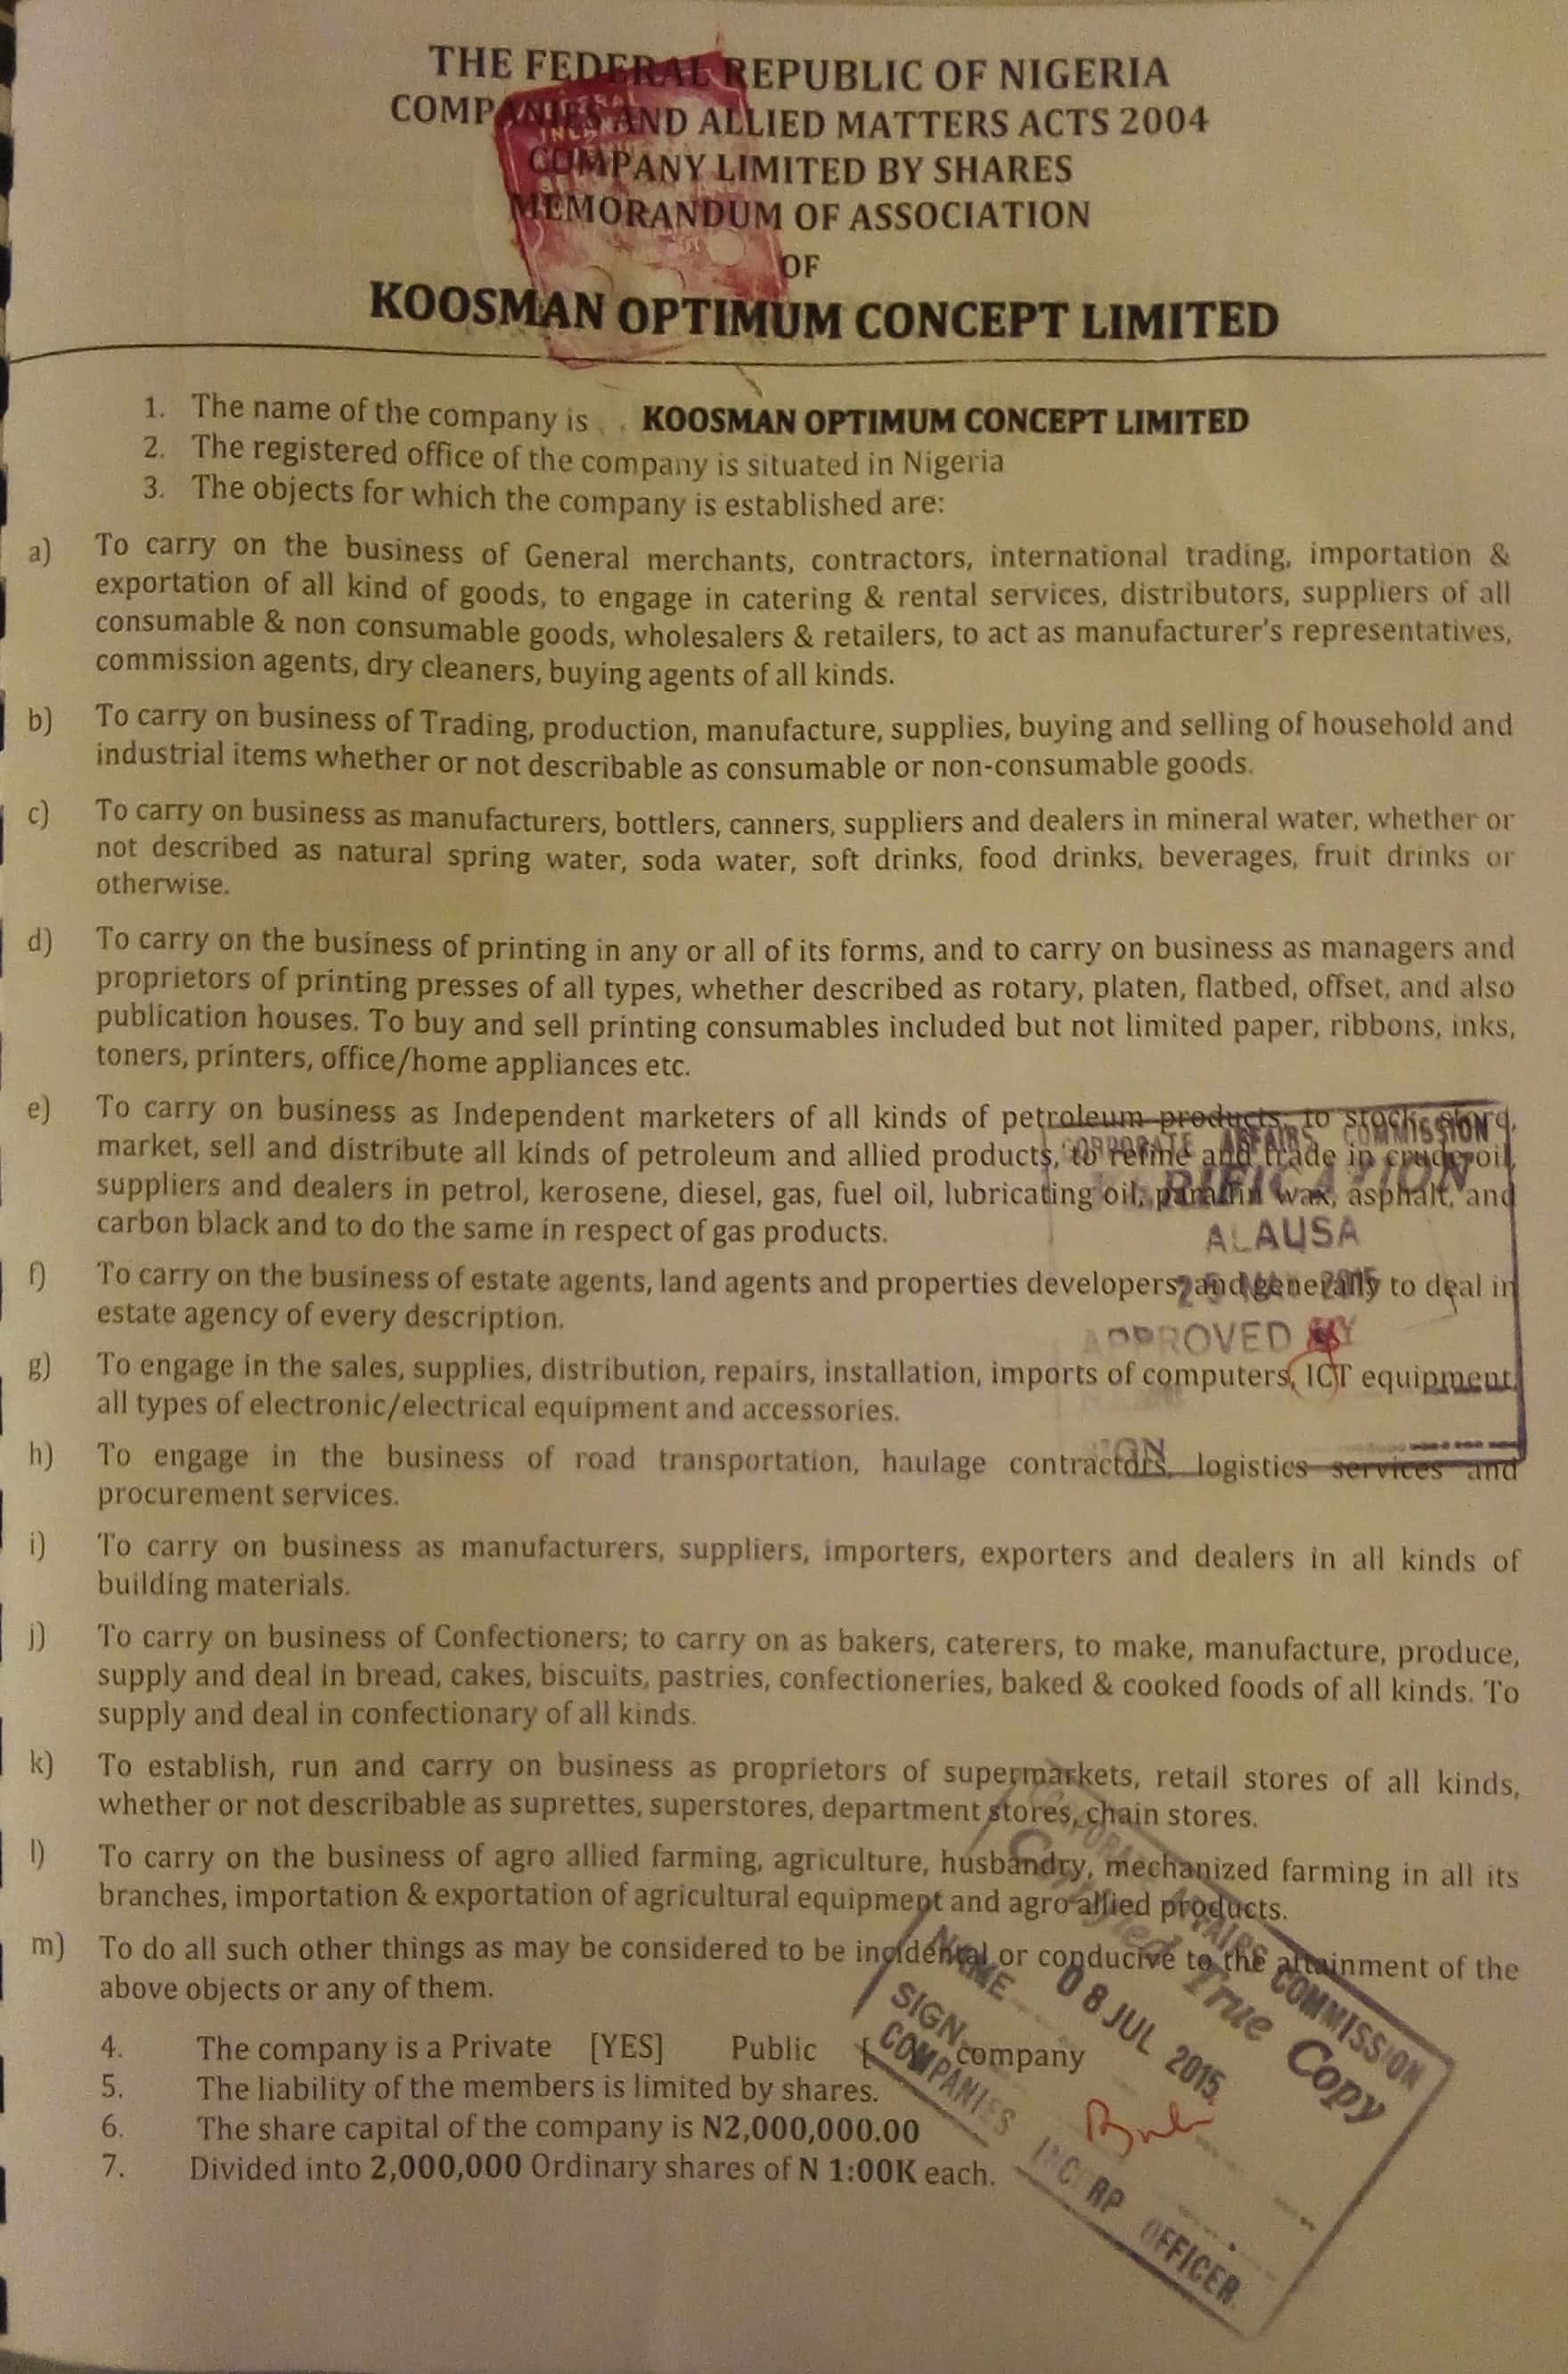 THE FEDERAL REPUBLIC OF NIGERIA
COMPANIES AND ALLIED MATTERS ACTS 2004
COMPANY LIMITED BY SHARES
MEMORANDUM OF ASSOCIATION
OF
KOOSMAN OPTIMUM CONCEPT LIMITED
1. The name of the company is . . KOOSMAN OPTIMUM CONCEPT LIMITED
2. The registered office of the company is situated in Nigeria
3. The objects for which the company is established are:
a) To carry on the business of General merchants, contractors, international trading, importation &
exportation of all kind of goods, to engage in catering & rental services, distributors, suppliers of all
consumable & non consumable goods, wholesalers & retailers, to act as manufacturer's representatives,
commission agents, dry cleaners, buying agents of all kinds.
b) To carry on business of Trading, production, manufacture, supplies, buying and selling of household and
industrial items whether or not describable as consumable or non-consumable goods.
c) To carry on business as manufacturers, bottlers, canners, suppliers and dealers in mineral water, whether or
not described as natural spring water, soda water, soft drinks, food drinks, beverages, fruit drinks or
otherwise.
d) To carry on the business of printing in any or all of its forms, and to carry on business as managers and
proprietors of printing presses of all types, whether described as rotary, platen, flatbed, offset, and also
publication houses. To buy and sell printing consumables included but not limited paper, ribbons, inks,
toners, printers, office/home appliances etc.
e) To carry on business as Independent marketers of all kinds of petroleum products, to stock, store,
market, sell and distribute all kinds of petroleum and allied products, to refine and trade in crude oil,
suppliers and dealers in petrol, kerosene, diesel, gas, fuel oil, lubricating oil, paraffin wax, asphalt, and
carbon black and to do the same in respect of gas products.
f) To carry on the business of estate agents, land agents and properties developers, and generally to deal in
estate agency of every description.
g) To engage in the sales, supplies, distribution, repairs, installation, imports of computers, ICT equipment,
all types of electronic/electrical equipment and accessories.
h) To engage in the business of road transportation, haulage contractors, logistics services and
procurement services.
i) To carry on business as manufacturers, suppliers, importers, exporters and dealers in all kinds of
building materials.
j) To carry on business of Confectioners; to carry on as bakers, caterers, to make, manufacture, produce,
supply and deal in bread, cakes, biscuits, pastries, confectioneries, baked & cooked foods of all kinds. To
supply and deal in confectionary of all kinds.
k) To establish, run and carry on business as proprietors of supermarkets, retail stores of all kinds,
whether or not describable as suprettes, superstores, department stores, chain stores.
l) To carry on the business of agro allied farming, agriculture, husbandry, mechanized farming in all its
branches, importation & exportation of agricultural equipment and agro allied products.
m) To do all such other things as may be considered to be incidental or conducive to the attainment of the
above objects or any of them.
4. The company is a Private [YES] Public [ company
5. The liability of the members is limited by shares.
6. The share capital of the company is N2,000,000.00
7. Divided into 2,000,000 Ordinary shares of N 1:00K each.
CORPORATE AFFAIRS COMMISSION
ALAUSA
2015
APPROVED BY
SIGN
CORPORATE AFFAIRS COMMISSION
Certified True Copy
NAME
08 JUL 2015
SIGN
COMPANIES INCORP OFFICER